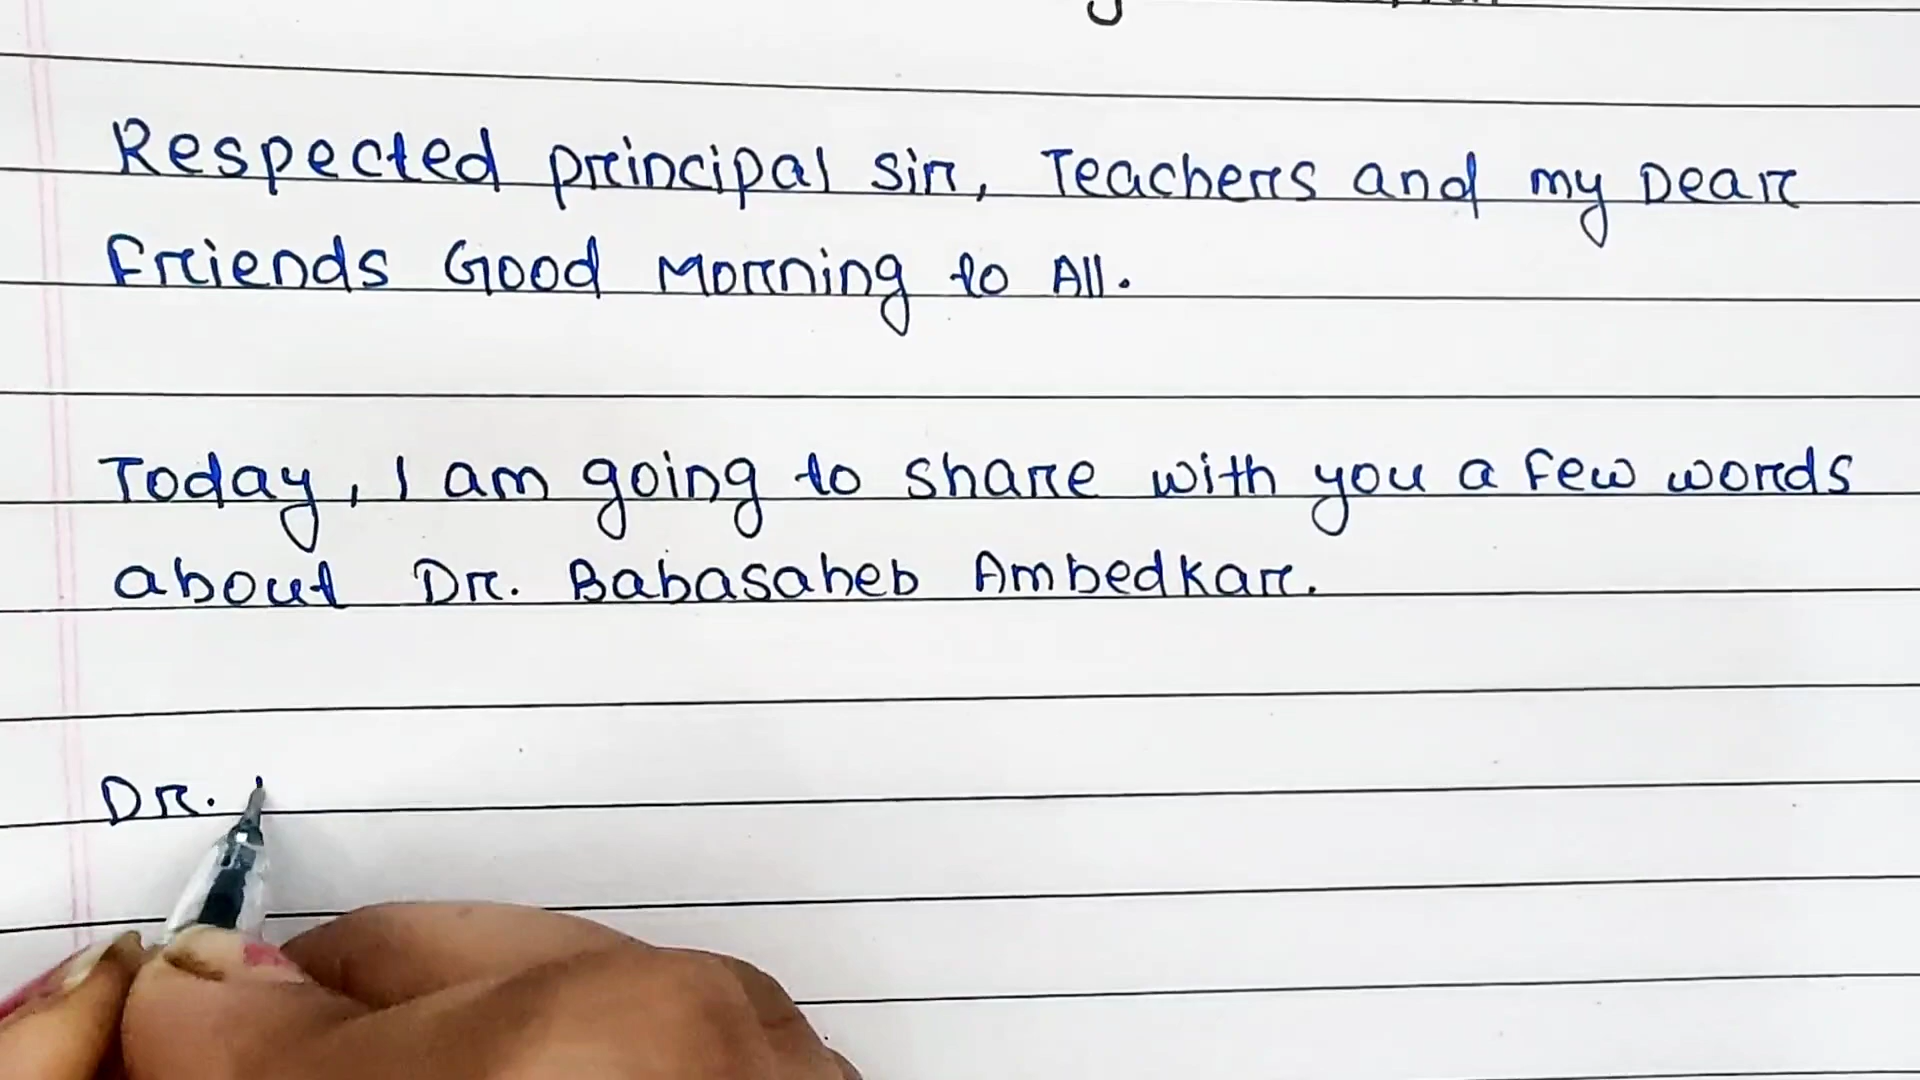 Respected principal sir, Teachers and my Dear
Friends Good Morning to All.
Today, I am going to share with you a few words
about Dr. Babasaheb Ambedkar.
Dr.